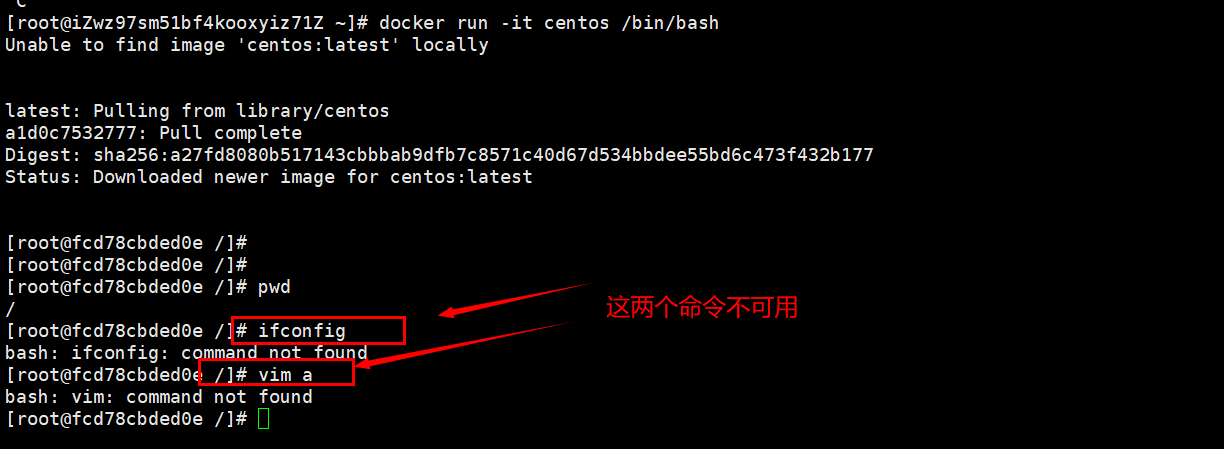 C
[root@iZwz97sm51bf4kooxyiz71Z ~]# docker run -it centos /bin/bash
Unable to find image 'centos:latest' locally
latest: Pulling from library/centos
a1d0c7532777: Pull complete
Digest: sha256:a27fd8080b517143cbbbab9dfb7c8571c40d67d534bbdee55bd6c473f432b177
Status: Downloaded newer image for centos:latest
[root@fcd78cbded0e /]#
[root@fcd78cbded0e /]#
[root@fcd78cbded0e /]# pwd
/
这两个命令不可用
[root@fcd78cbded0e /]# ifconfig
bash: ifconfig: command not found
[root@fcd78cbded0e /]# vim a
bash: vim: command not found
[root@fcd78cbded0e /]#